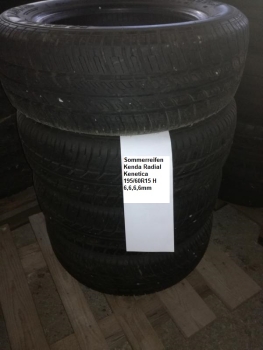 Sommerreifen
Kenda Radial
Kenetica
195/60R15 H
6,6,6,6mm